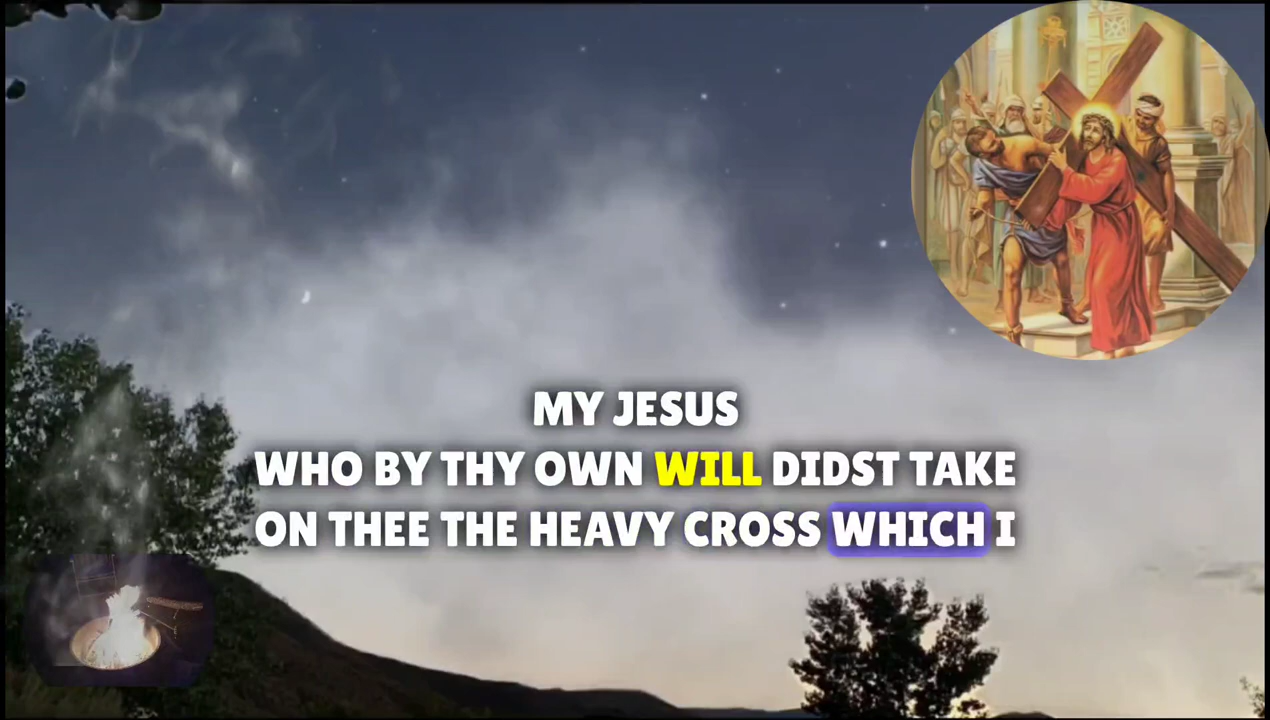 MY JESUS
WHO BY THY OWN WILL DIDST TAKE
ON THEE THE HEAVY CROSS WHICH I